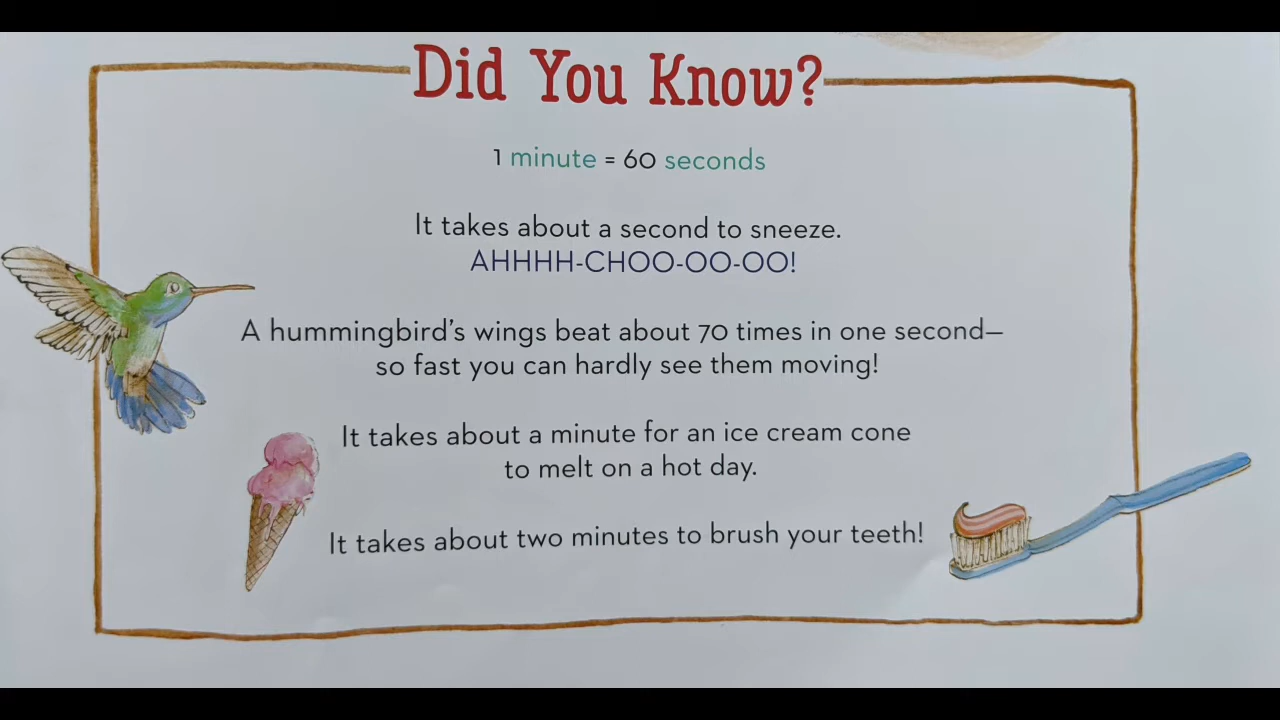 Did You Know?
1 minute = 60 seconds
It takes about a second to sneeze.
AHHHH-CHOO-OO-OO!
A hummingbird's wings beat about 70 times in one second—
so fast you can hardly see them moving!
It takes about a minute for an ice cream cone
to melt on a hot day.
It takes about two minutes to brush your teeth!